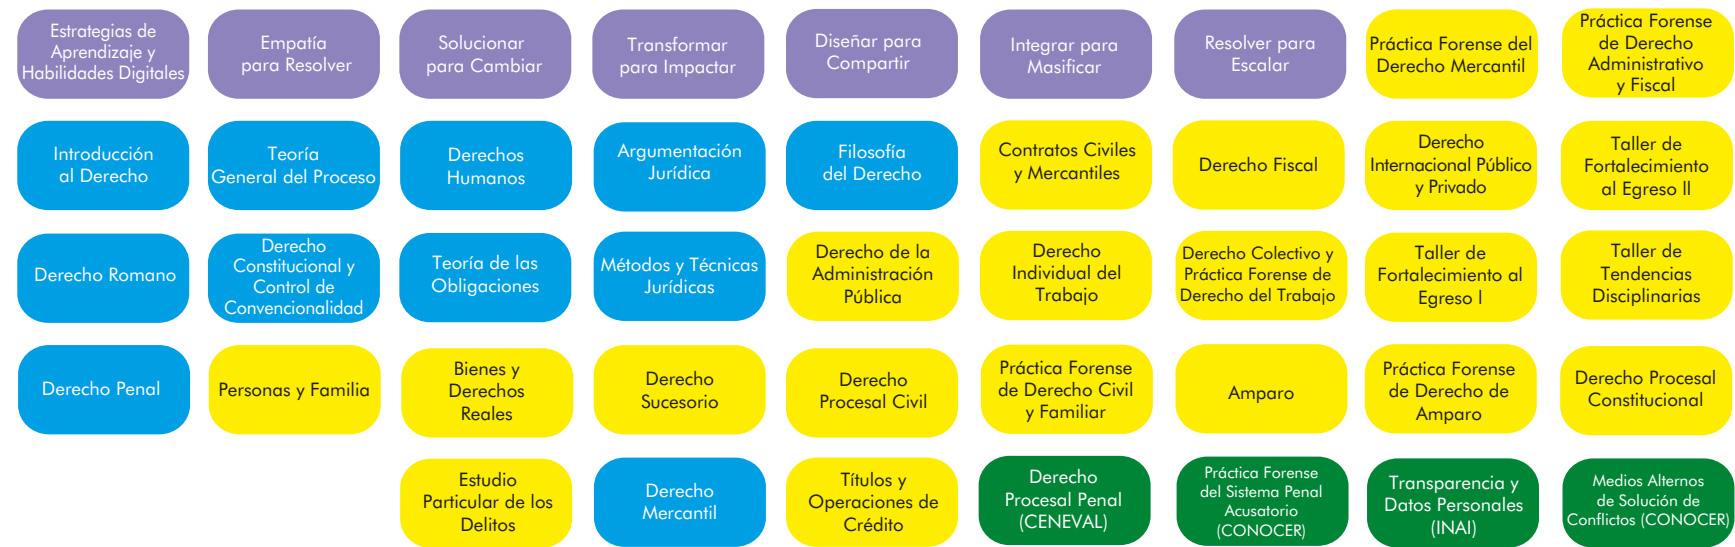 Estrategias de
Aprendizaje y
Habilidades Digitales
Empatía
para Resolver
Solucionar
para Cambiar
Transformar
para Impactar
Diseñar para
Compartir
Integrar para
Masificar
Resolver para
Escalar
Práctica Forense del
Derecho Mercantil
Práctica Forense
de Derecho
Administrativo
y Fiscal
Introducción
al Derecho
Teoría
General del Proceso
Derechos
Humanos
Argumentación
Jurídica
Filosofía
del Derecho
Contratos Civiles
y Mercantiles
Derecho Fiscal
Derecho
Internacional Público
y Privado
Taller de
Fortalecimiento
al Egreso II
Derecho Romano
Derecho
Constitucional y
Control de
Convencionalidad
Teoría de las
Obligaciones
Métodos y Técnicas
Jurídicas
Derecho de la
Administración
Pública
Derecho
Individual del
Trabajo
Derecho Colectivo y
Práctica Forense de
Derecho del Trabajo
Taller de
Fortalecimiento al
Egreso I
Taller de
Tendencias
Disciplinarias
Derecho Penal
Personas y Familia
Bienes y
Derechos
Reales
Derecho
Sucesorio
Derecho
Procesal Civil
Práctica Forense
de Derecho Civil
y Familiar
Amparo
Práctica Forense
de Derecho de
Amparo
Derecho Procesal
Constitucional
Estudio
Particular de los
Delitos
Derecho
Mercantil
Títulos y
Operaciones de
Crédito
Derecho
Procesal Penal
(CENEVAL)
Práctica Forense
del Sistema Penal
Acusatorio
(CONOCER)
Transparencia y
Datos Personales
(INAI)
Medios Alternos
de Solución de
Conflictos (CONOCER)